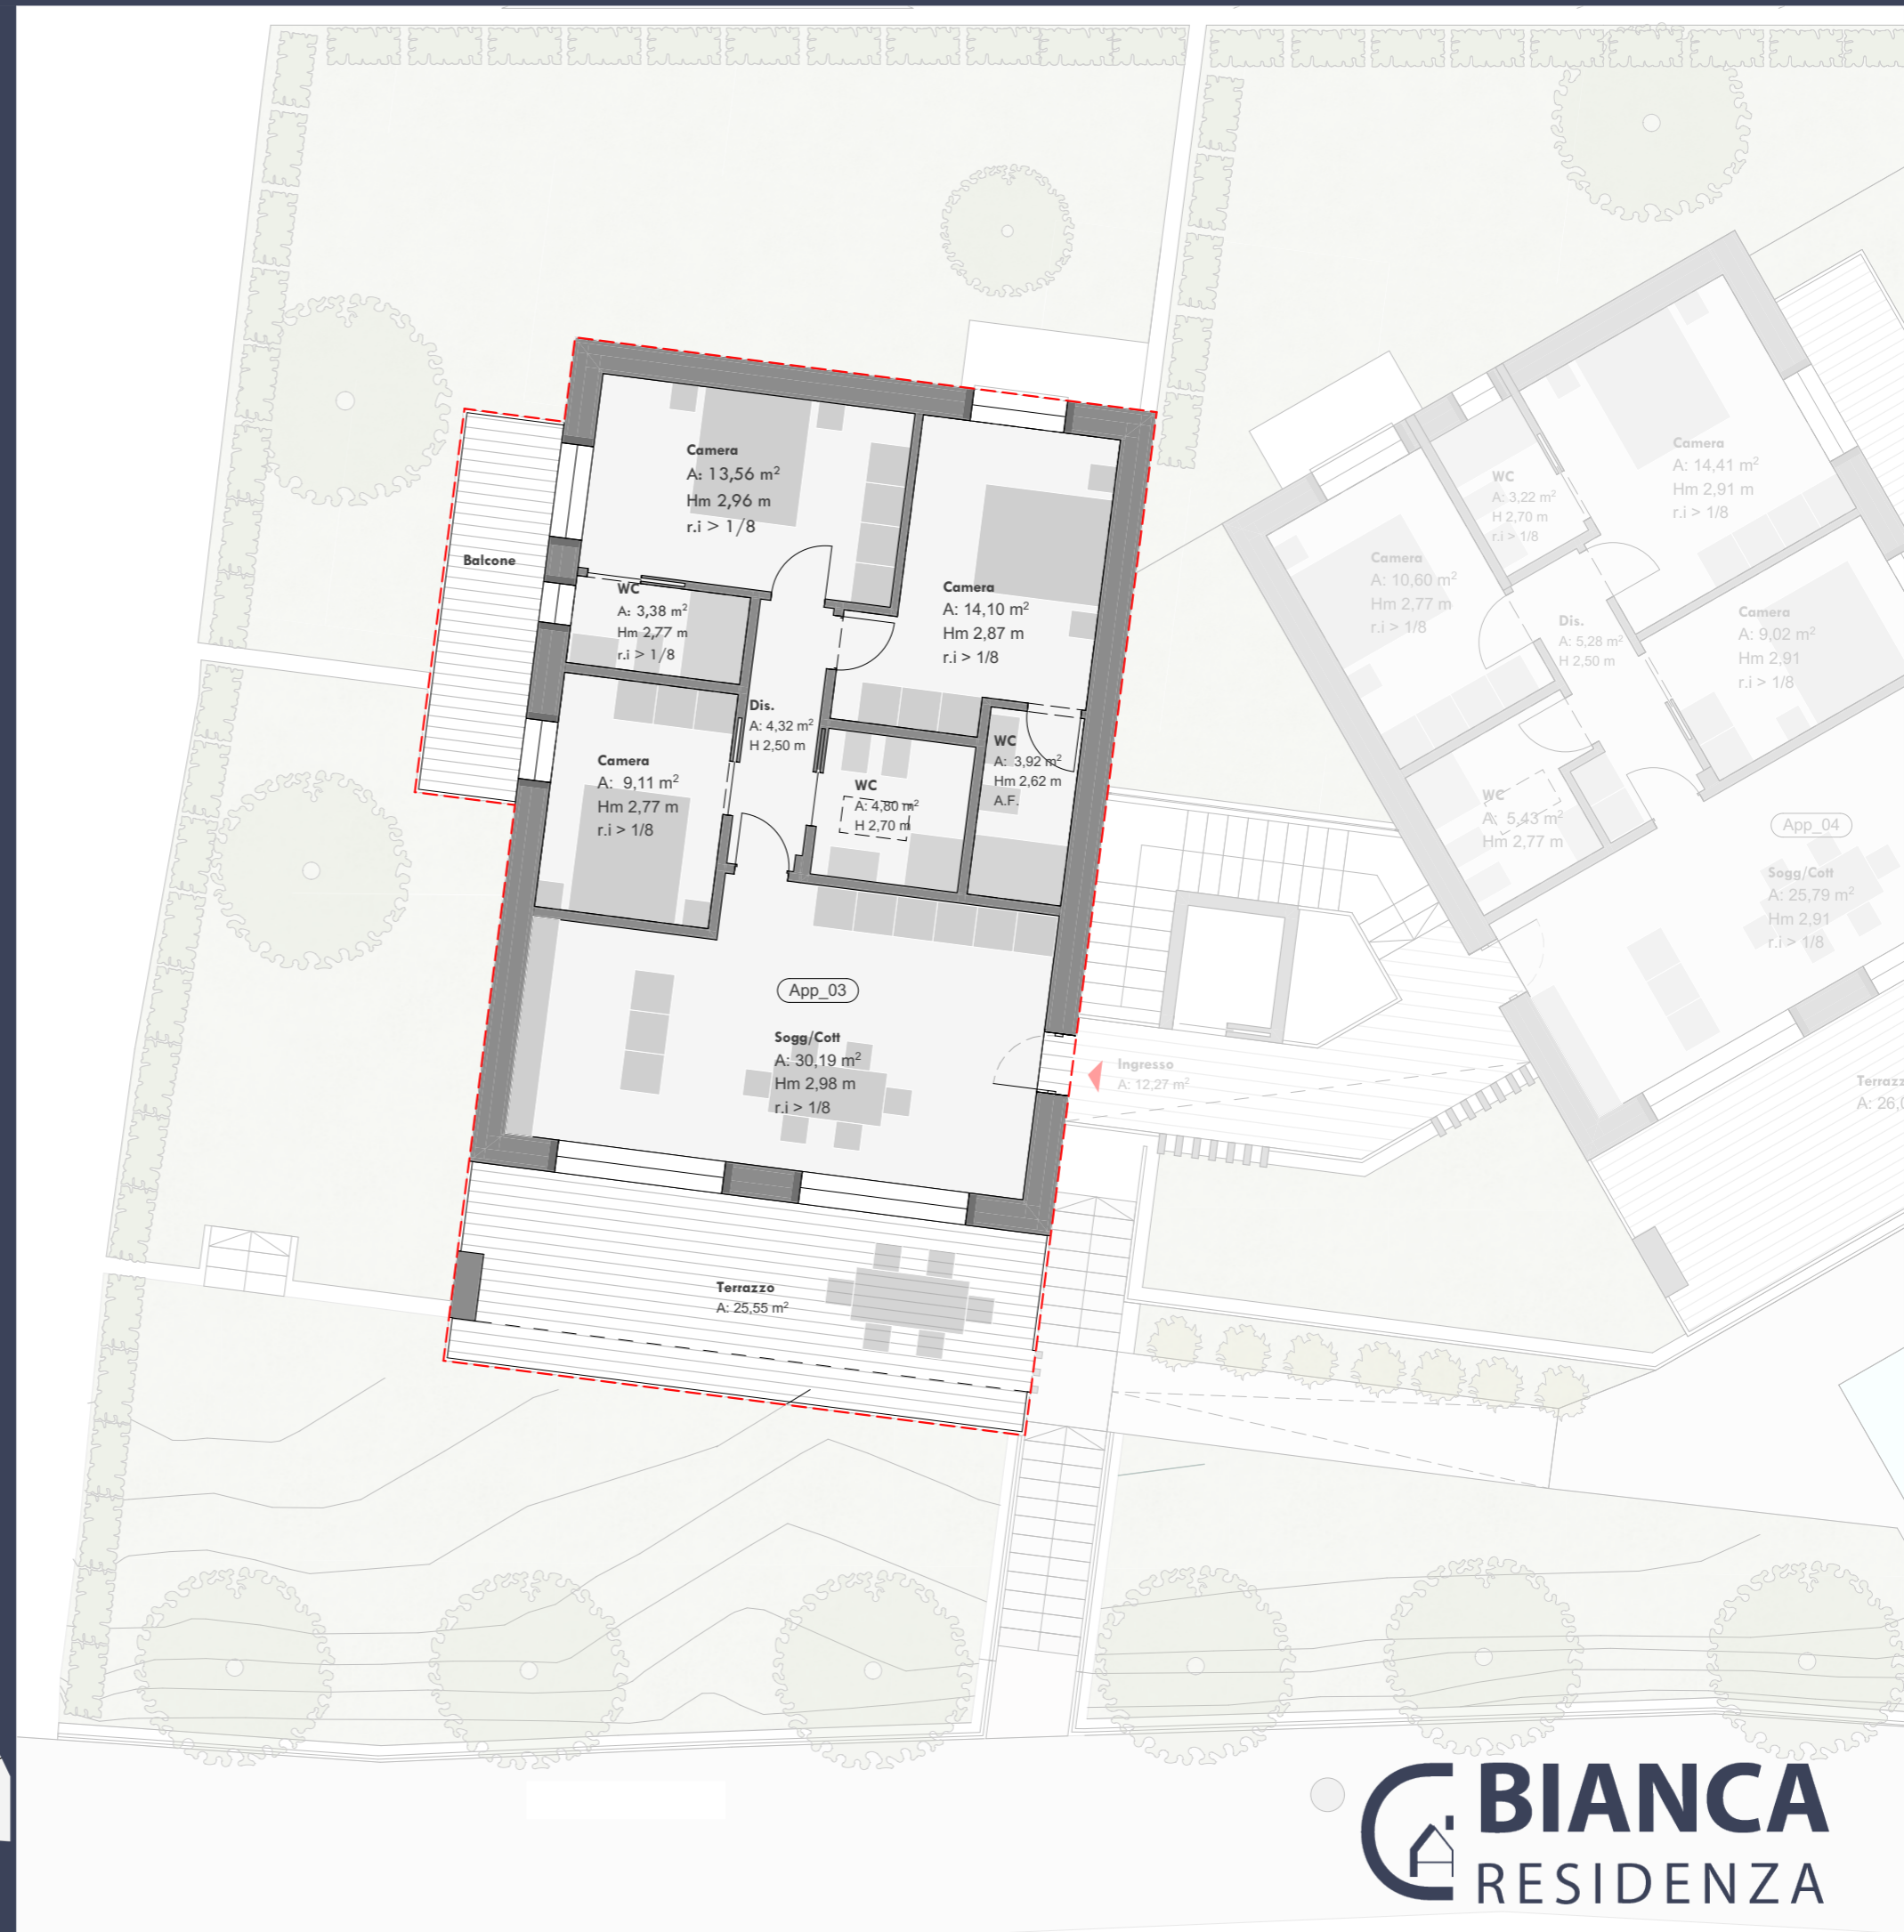 Camera
A: 13,56 m²
Hm 2,96 m
r.i > 1/8
Balcone
WC
A: 3,38 m²
Hm 2,77 m
r.i > 1/8
Camera
A: 14,10 m²
Hm 2,87 m
r.i > 1/8
Dis.
A: 4,32 m²
H 2,50 m
Camera
A: 9,11 m²
Hm 2,77 m
r.i > 1/8
WC
A: 4,80 m²
H 2,70 m
WC
A: 3,92 m²
Hm 2,62 m
A.F.
App_03
Sogg/Cott
A: 30,19 m²
Hm 2,98 m
r.i > 1/8
Ingresso
A: 12,27 m²
Terrazzo
A: 25,55 m²
Camera
A: 14,41 m²
Hm 2,91 m
r.i > 1/8
WC
A: 3,22 m²
H 2,70 m
r.i > 1/8
Camera
A: 10,60 m²
Hm 2,77 m
r.i > 1/8
Dis.
A: 5,28 m²
H 2,50 m
Camera
A: 9,02 m²
Hm 2,91
r.i > 1/8
WC
A: 5,43 m²
Hm 2,77 m
App_04
Sogg/Cott
A: 25,79 m²
Hm 2,91
r.i > 1/8
Terrazz
A: 26,0
BIANCA
RESIDENZA